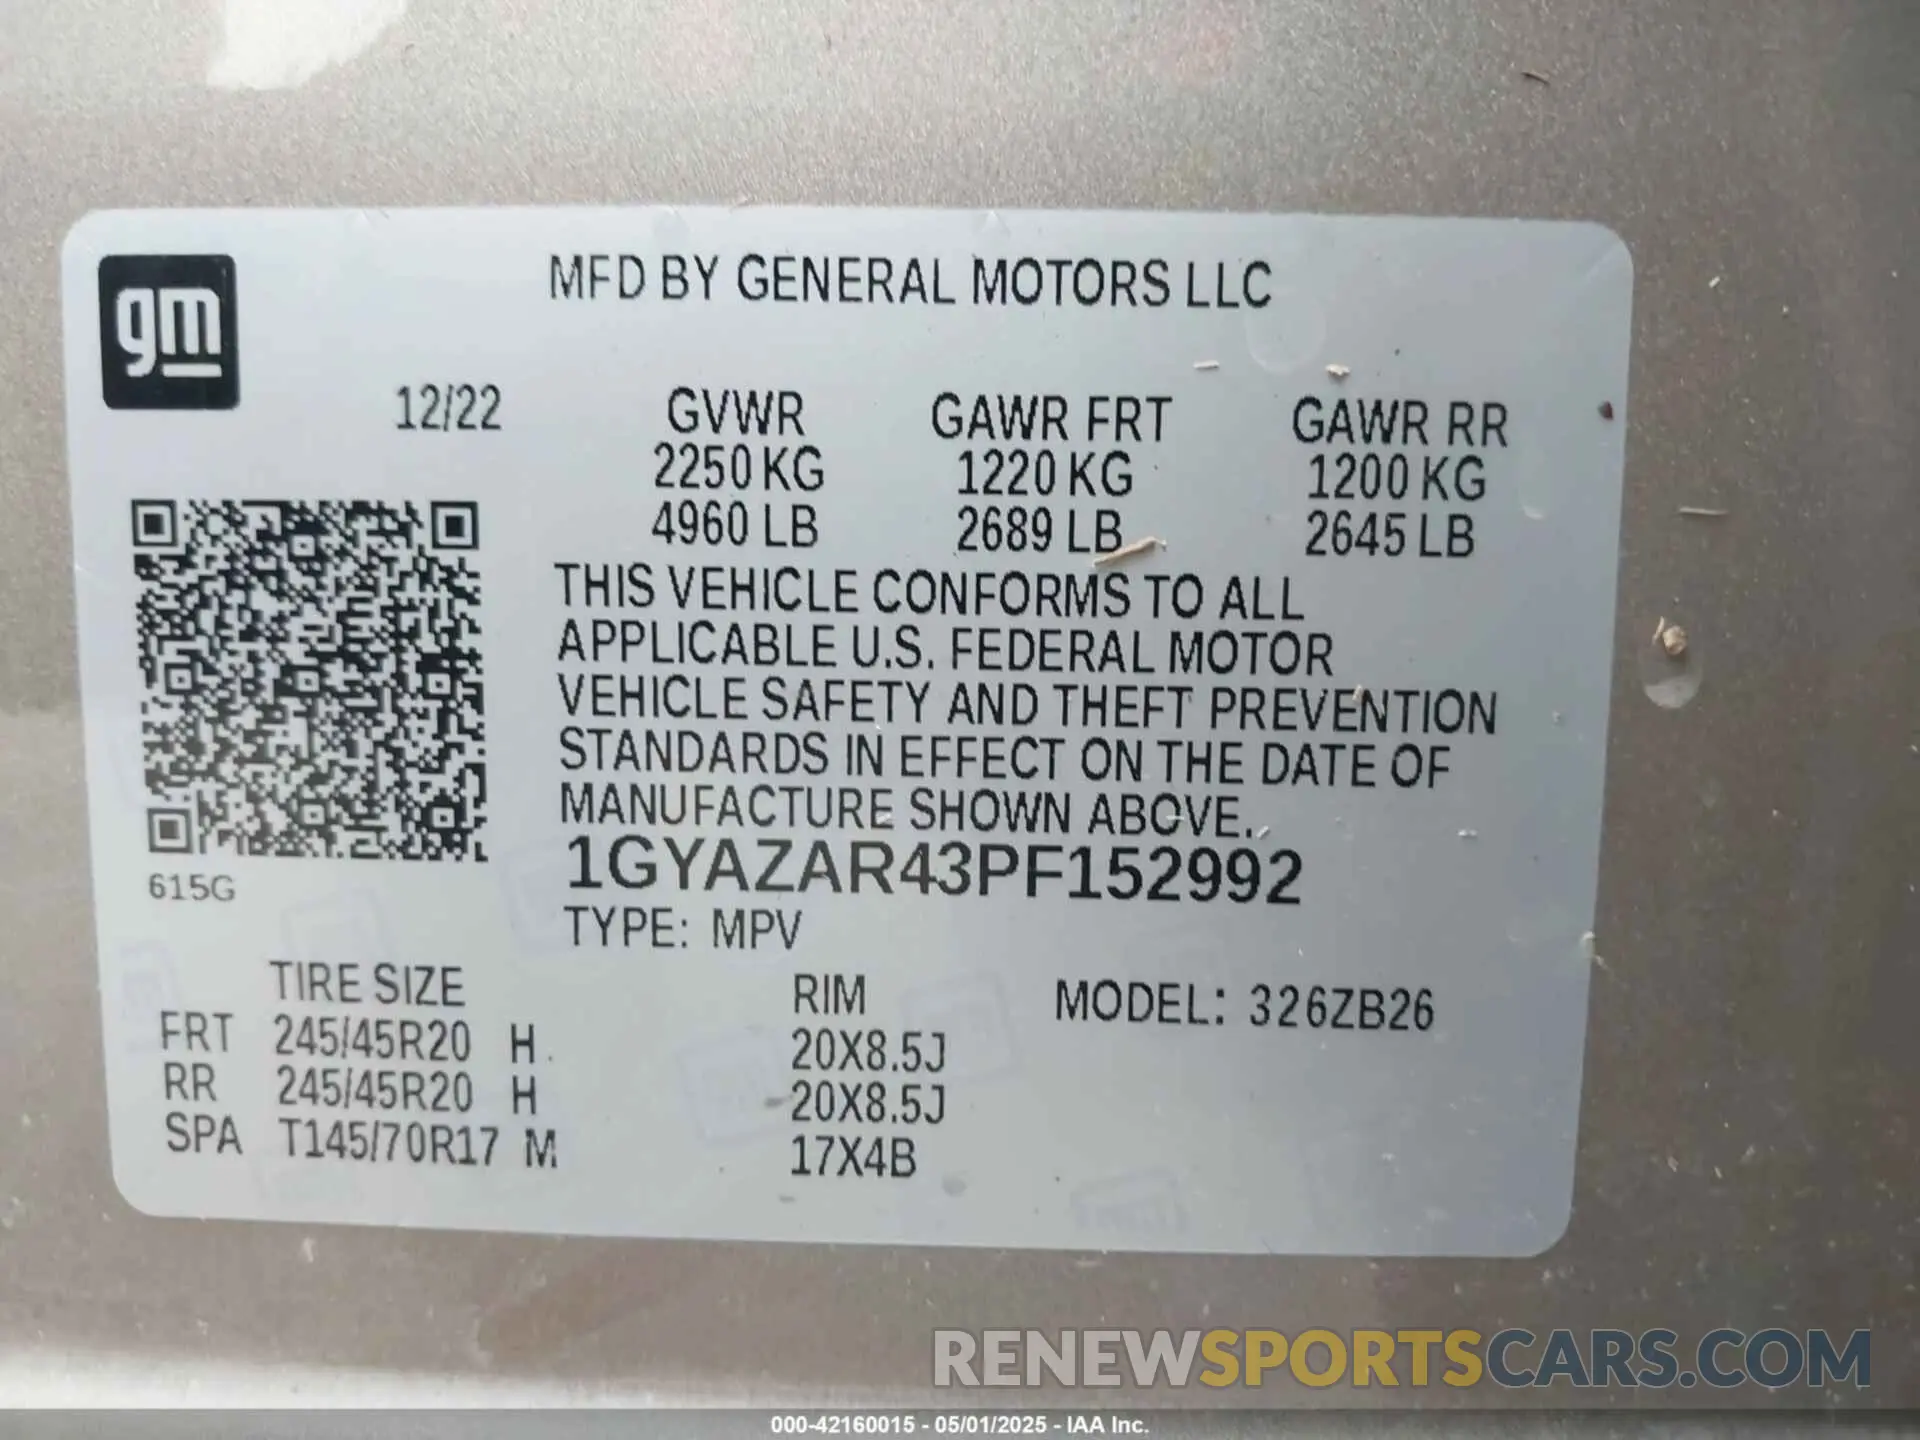 gm
MFD BY GENERAL MOTORS LLC
12/22
GVWR GAWR FRT GAWR RR
2250 KG 1220 KG 1200 KG
4960 LB 2689 LB 2645 LB
THIS VEHICLE CONFORMS TO ALL
APPLICABLE U.S. FEDERAL MOTOR
VEHICLE SAFETY AND THEFT PREVENTION
STANDARDS IN EFFECT ON THE DATE OF
MANUFACTURE SHOWN ABOVE.
615G
1GYAZAR43PF152992
TYPE: MPV
TIRE SIZE RIM MODEL: 326ZB26
FRT 245/45R20 H 20X8.5J
RR 245/45R20 H 20X8.5J
SPA T145/70R17 M 17X4B
RENEWSPORTSCARS.COM
000-42160015 - 05/01/2025 - IAA Inc.